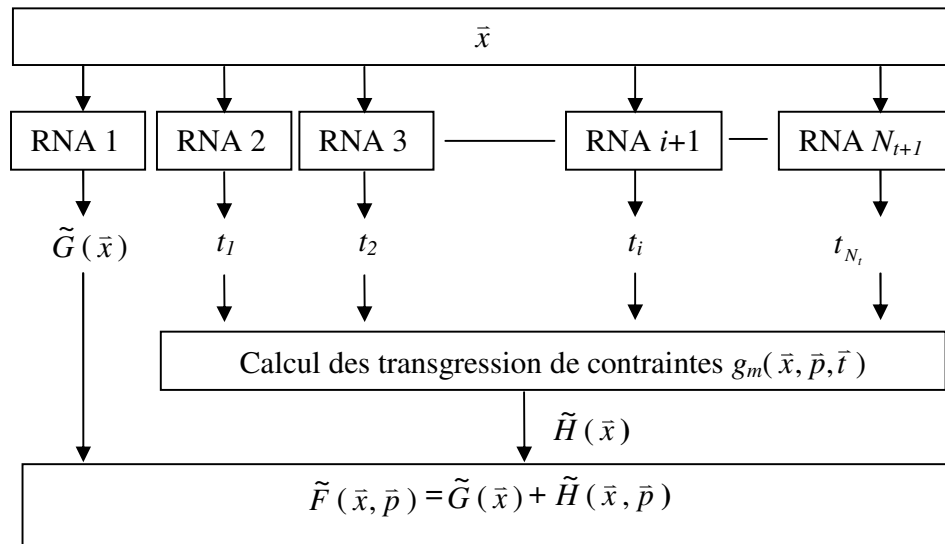 x̄
RNA 1 RNA 2 RNA 3 RNA i+1 RNA N_{t+1}
G̃(x̄) t_1 t_2 t_i t_{N_t}
Calcul des transgression de contraintes g_m(x̄, p̄, t̄)
H̃(x̄)
F̃(x̄, p̄) = G̃(x̄) + H̃(x̄, p̄)